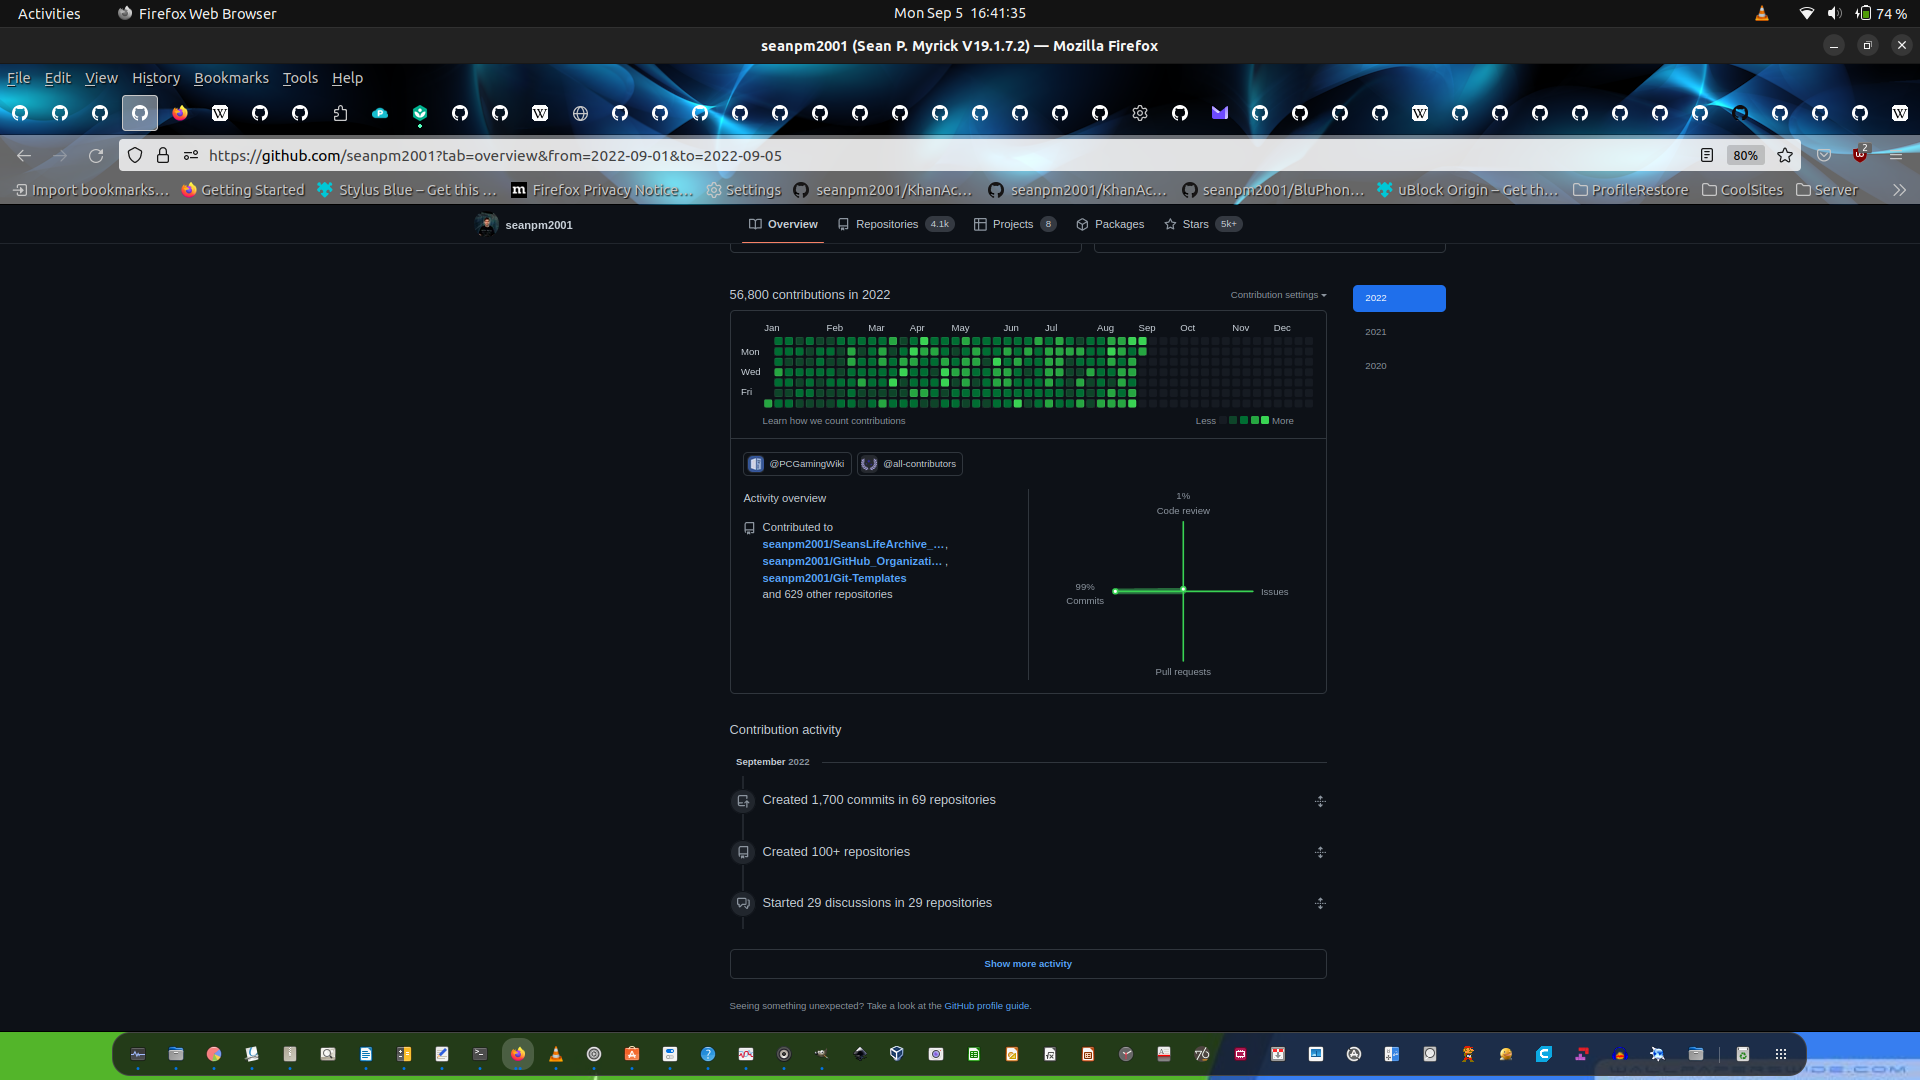 Activities Firefox Web Browser Mon Sep 5 16:41:35 74 %
seanpm2001 (Sean P. Myrick V19.1.7.2) — Mozilla Firefox
File Edit View History Bookmarks Tools Help
https://github.com/seanpm2001?tab=overview&from=2022-09-01&to=2022-09-05 80% 2
Import bookmarks… Getting Started Stylus Blue – Get this … Firefox Privacy Notice… Settings seanpm2001/KhanAc… seanpm2001/KhanAc… seanpm2001/BluPhon… uBlock Origin – Get th… ProfileRestore CoolSites Server
seanpm2001 Overview Repositories 4.1k Projects 8 Packages Stars 5k+
56,800 contributions in 2022 Contribution settings 2022
Jan Feb Mar Apr May Jun Jul Aug Sep Oct Nov Dec
2021
Mon
2020
Wed
Fri
Learn how we count contributions Less More
@PCGamingWiki @all-contributors
Activity overview
1%
Code review
Contributed to
seanpm2001/SeansLifeArchive_…,
seanpm2001/GitHub_Organizati… ,
seanpm2001/Git-Templates
and 629 other repositories
99%
Commits
Issues
Pull requests
Contribution activity
September 2022
Created 1,700 commits in 69 repositories
Created 100+ repositories
Started 29 discussions in 29 repositories
Show more activity
Seeing something unexpected? Take a look at the GitHub profile guide.
76
WALLPAPERSWIDE.COM